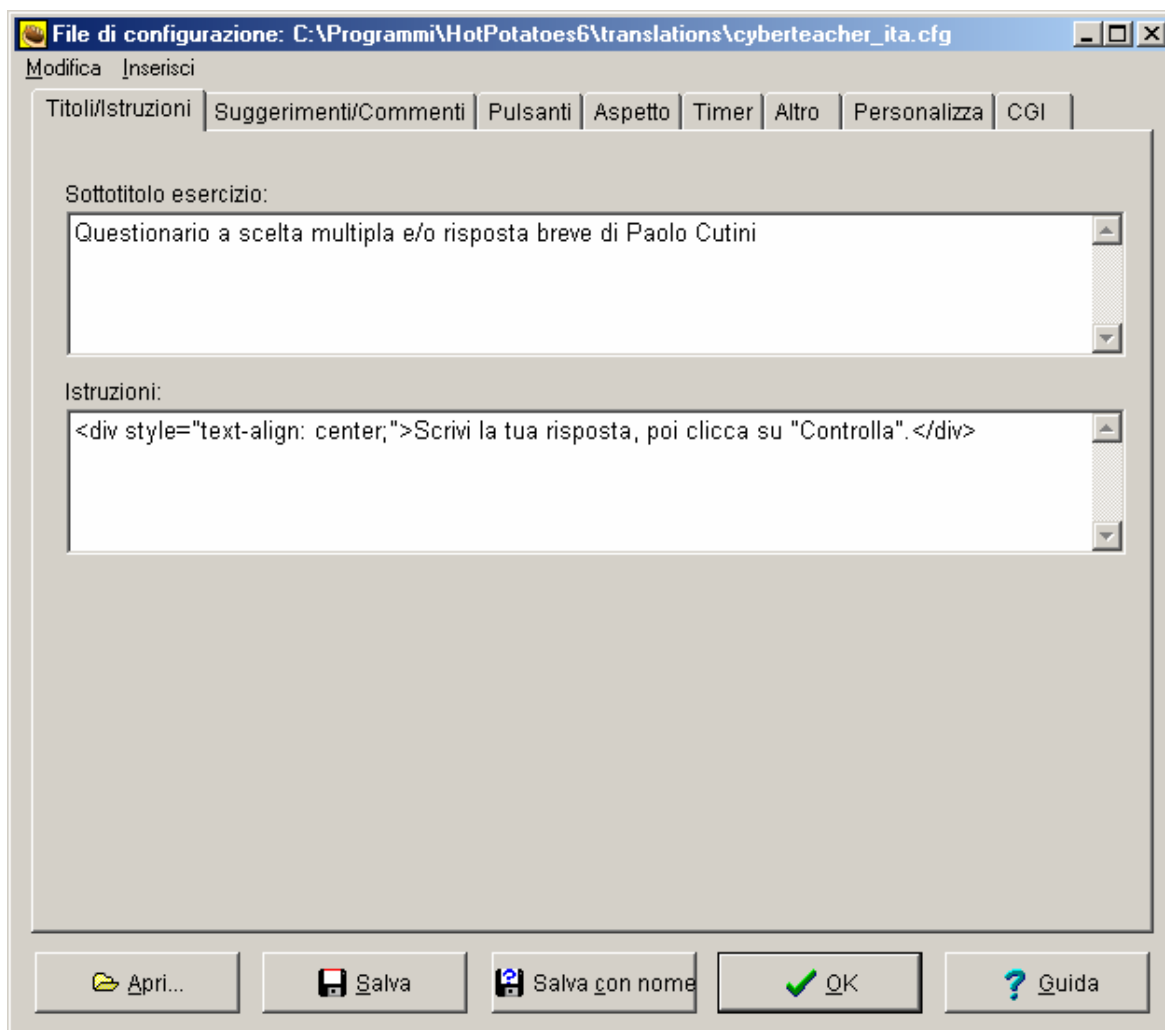 File di configurazione: C:\Programmi\HotPotatoes6\translations\cyberteacher_ita.cfg
Modifica Inserisci
Titoli/Istruzioni Suggerimenti/Commenti Pulsanti Aspetto Timer Altro Personalizza CGI
Sottotitolo esercizio:
Questionario a scelta multipla e/o risposta breve di Paolo Cutini
Istruzioni:
<div style="text-align: center;">Scrivi la tua risposta, poi clicca su "Controlla".</div>
Apri... Salva Salva con nome OK Guida